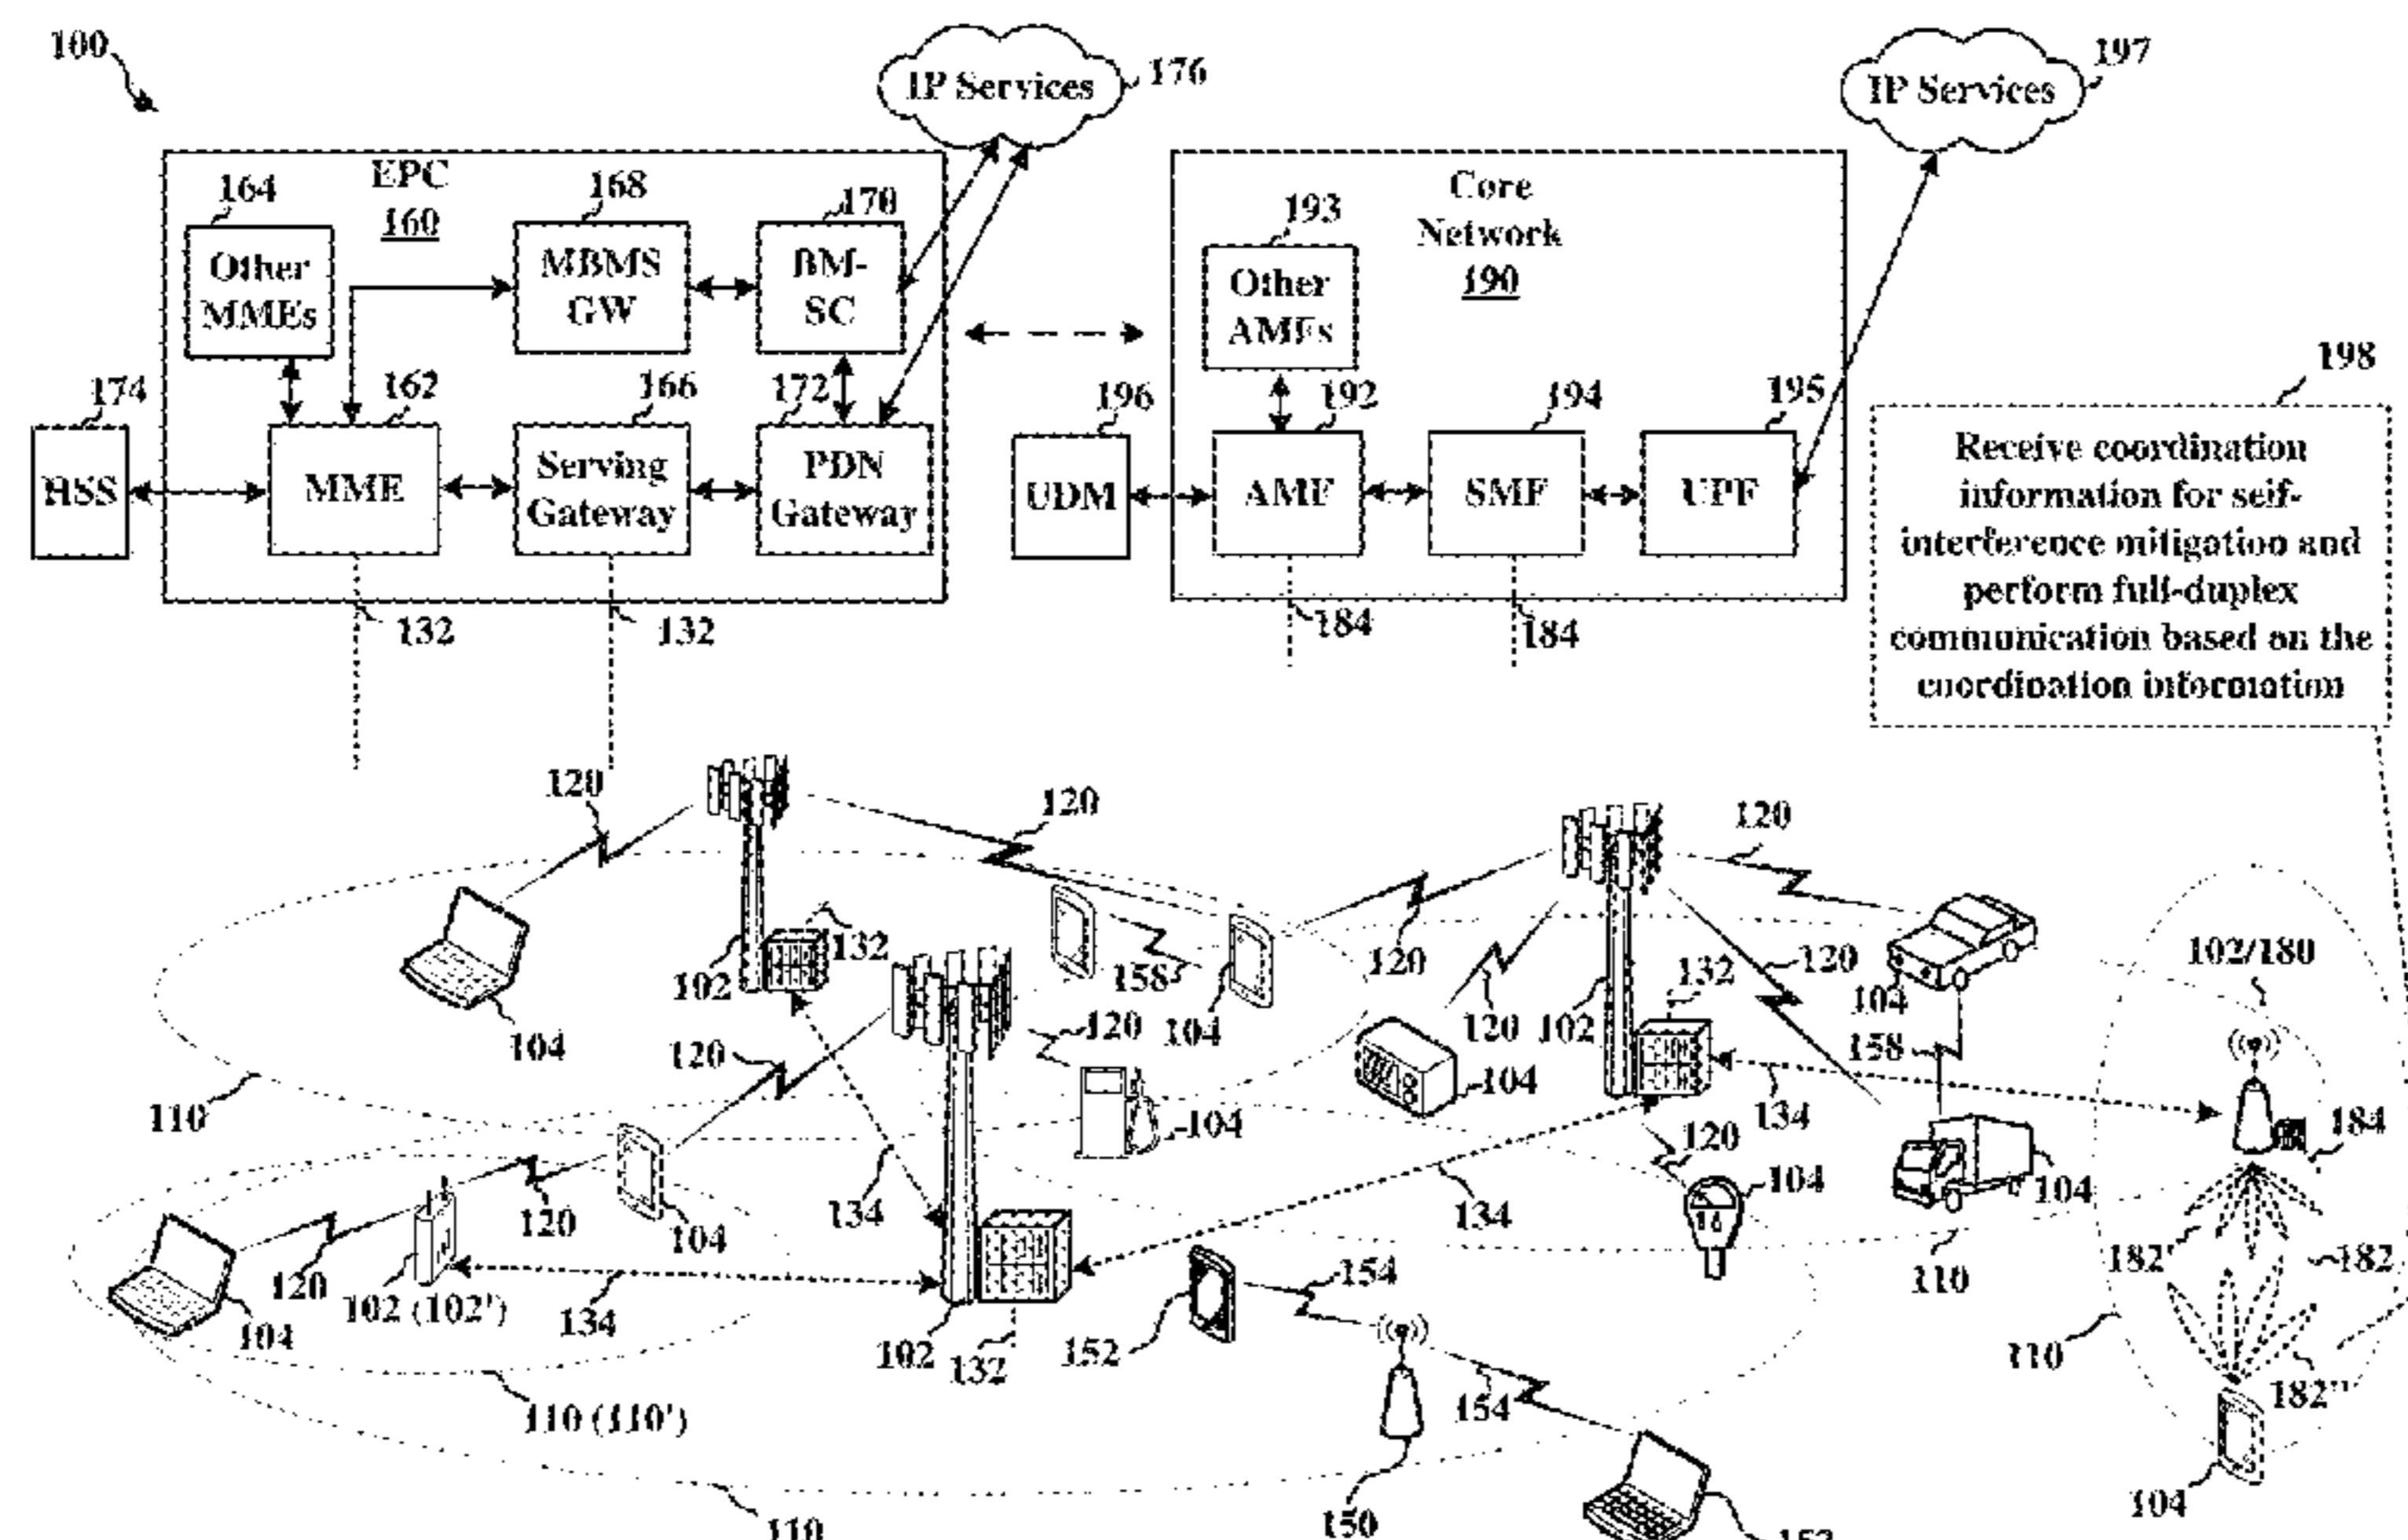 100
IP Services
176
IP Services
197
EPC
160
164
168
170
Other
MMEs
MBMS
GW
BM-
SC
Core
Network
190
193
Other
AMFs
174
162
166
172
196
192
194
195
198
HSS
MME
Serving
Gateway
PDN
Gateway
UDM
AMF
SMF
UPF
Receive coordination
information for self-
interference mitigation and
perform full-duplex
communication based on the
coordination information
132
132
184
184
120
120
120
102
132
158
104
120
120
104
120
102
132
120
104
158
102/180
104
110
120
120
104
104
134
120
104
134
184
104
120
102 (102')
120
104
134
134
104
182'
182
110
104
134
102
132
152
154
110
182''
110 (110')
154
104
110
150
152